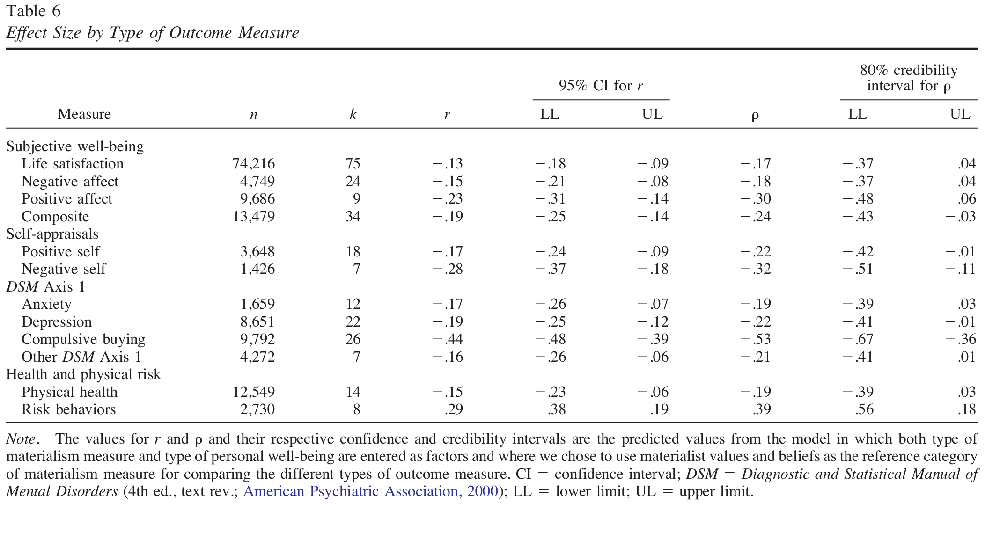 Table 6
Effect Size by Type of Outcome Measure
80% credibility
95% CI for r interval for ρ
Measure n k r LL UL ρ LL UL
Subjective well-being
Life satisfaction 74,216 75 −.13 −.18 −.09 −.17 −.37 .04
Negative affect 4,749 24 −.15 −.21 −.08 −.18 −.37 .04
Positive affect 9,686 9 −.23 −.31 −.14 −.30 −.48 .06
Composite 13,479 34 −.19 −.25 −.14 −.24 −.43 −.03
Self-appraisals
Positive self 3,648 18 −.17 −.24 −.09 −.22 −.42 −.01
Negative self 1,426 7 −.28 −.37 −.18 −.32 −.51 −.11
DSM Axis 1
Anxiety 1,659 12 −.17 −.26 −.07 −.19 −.39 .03
Depression 8,651 22 −.19 −.25 −.12 −.22 −.41 −.01
Compulsive buying 9,792 26 −.44 −.48 −.39 −.53 −.67 −.36
Other DSM Axis 1 4,272 7 −.16 −.26 −.06 −.21 −.41 .01
Health and physical risk
Physical health 12,549 14 −.15 −.23 −.06 −.19 −.39 .03
Risk behaviors 2,730 8 −.29 −.38 −.19 −.39 −.56 −.18
Note. The values for r and ρ and their respective confidence and credibility intervals are the predicted values from the model in which both type of
materialism measure and type of personal well-being are entered as factors and where we chose to use materialist values and beliefs as the reference category
of materialism measure for comparing the different types of outcome measure. CI = confidence interval; DSM = Diagnostic and Statistical Manual of
Mental Disorders (4th ed., text rev.; American Psychiatric Association, 2000); LL = lower limit; UL = upper limit.